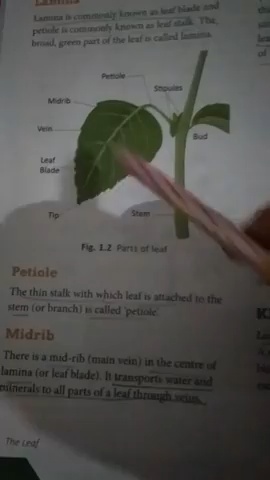 Lamina
Lamina is commonly known as leaf blade and
petiole is commonly known as leaf stalk. The,
broad, green part of the leaf is called lamina.
Petiole
Stipules
Midrib
Vein
Bud
Leaf
Blade
Tip
Stem
Fig. 1.2 Parts of leaf
Petiole
The thin stalk with which leaf is attached to the
stem (or branch) is called 'petiole'.
Midrib
There is a mid-rib (main vein) in the centre of
lamina (or leaf blade). It transports water and
minerals to all parts of a leaf through veins.
The Leaf